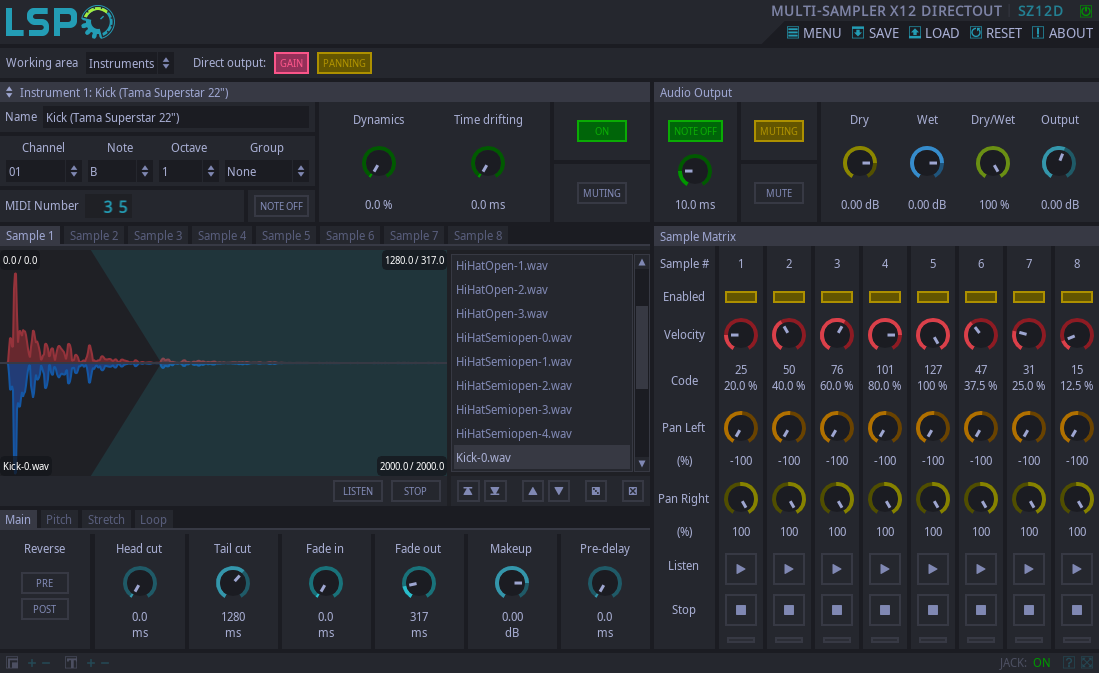 LSP
MULTI-SAMPLER X12 DIRECTOUT SZ12D
MENU SAVE LOAD RESET ABOUT
Working area Instruments Direct output: GAIN PANNING
Instrument 1: Kick (Tama Superstar 22")
Name Kick (Tama Superstar 22")
Channel Note Octave Group
01 B 1 None
MIDI Number 35 NOTE OFF
Dynamics Time drifting
0.0 % 0.0 ms
ON
MUTING
Audio Output
NOTE OFF MUTING Dry Wet Dry/Wet Output
10.0 ms MUTE 0.00 dB 0.00 dB 100 % 0.00 dB
Sample 1 Sample 2 Sample 3 Sample 4 Sample 5 Sample 6 Sample 7 Sample 8
0.0 / 0.0 1280.0 / 317.0
Kick-0.wav 2000.0 / 2000.0
HiHatOpen-1.wav
HiHatOpen-2.wav
HiHatOpen-3.wav
HiHatSemiopen-0.wav
HiHatSemiopen-1.wav
HiHatSemiopen-2.wav
HiHatSemiopen-3.wav
HiHatSemiopen-4.wav
Kick-0.wav
LISTEN STOP
Main Pitch Stretch Loop
Reverse Head cut Tail cut Fade in Fade out Makeup Pre-delay
PRE
POST
0.0 1280 0.0 317 0.00 0.0
ms ms ms ms dB ms
Sample Matrix
Sample # 1 2 3 4 5 6 7 8
Enabled
Velocity
Code
25 50 76 101 127 47 31 15
20.0 % 40.0 % 60.0 % 80.0 % 100 % 37.5 % 25.0 % 12.5 %
Pan Left
(%) -100 -100 -100 -100 -100 -100 -100 -100
Pan Right
(%) 100 100 100 100 100 100 100 100
Listen
Stop
JACK: ON ?